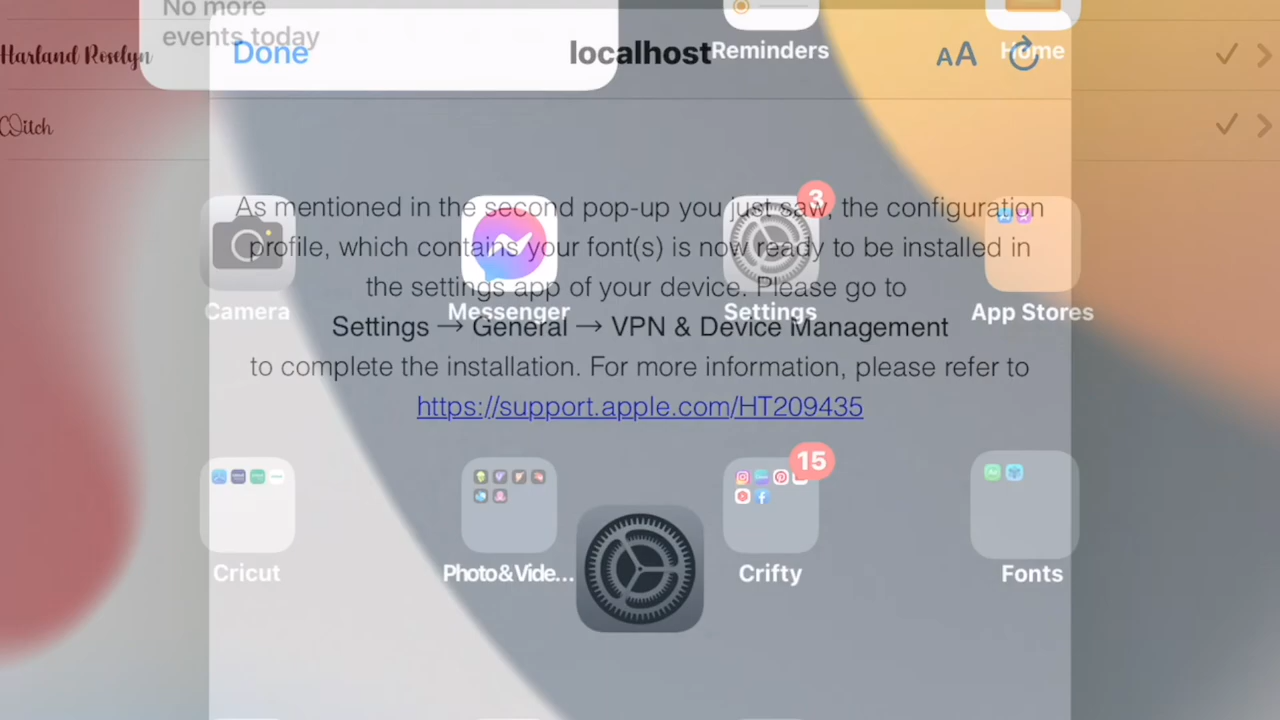 No more
events today
Done
localhost
Reminders
Home
Harland Roselyn
Witch
3
As mentioned in the second pop-up you just saw, the configuration
profile, which contains your font(s) is now ready to be installed in
the settings app of your device. Please go to
Settings → General → VPN & Device Management
to complete the installation. For more information, please refer to
https://support.apple.com/HT209435
Camera
Messenger
Settings
App Stores
15
Cricut
Photo & Vide...
Crifty
Fonts
AA